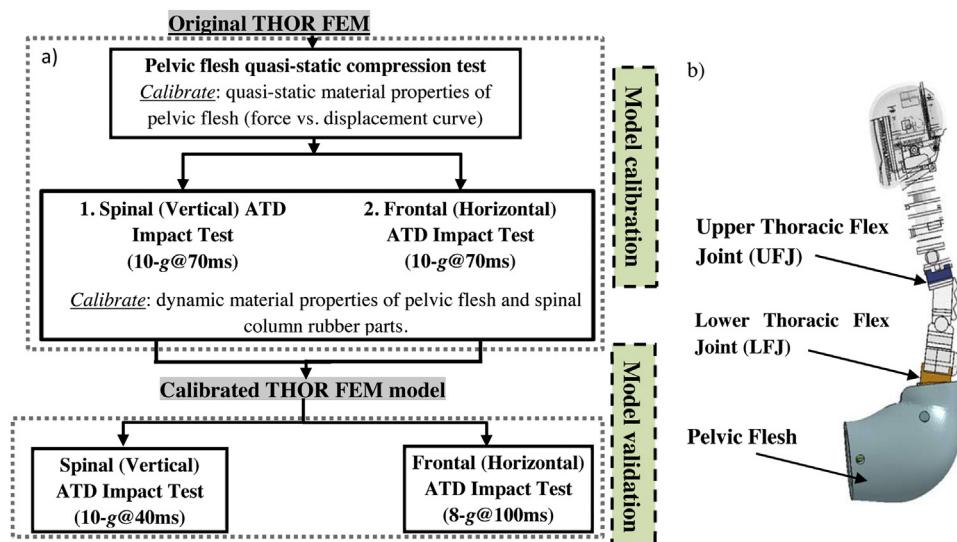 Original THOR FEM
a)
Pelvic flesh quasi-static compression test
Calibrate: quasi-static material properties of
pelvic flesh (force vs. displacement curve)
1. Spinal (Vertical) ATD
Impact Test
(10-g@70ms)
2. Frontal (Horizontal)
ATD Impact Test
(10-g@70ms)
Calibrate: dynamic material properties of pelvic flesh and spinal
column rubber parts.
Model calibration
Calibrated THOR FEM model
Spinal (Vertical)
ATD Impact Test
(10-g@40ms)
Frontal (Horizontal)
ATD Impact Test
(8-g@100ms)
Model validation
b)
Upper Thoracic Flex
Joint (UFJ)
Lower Thoracic Flex
Joint (LFJ)
Pelvic Flesh